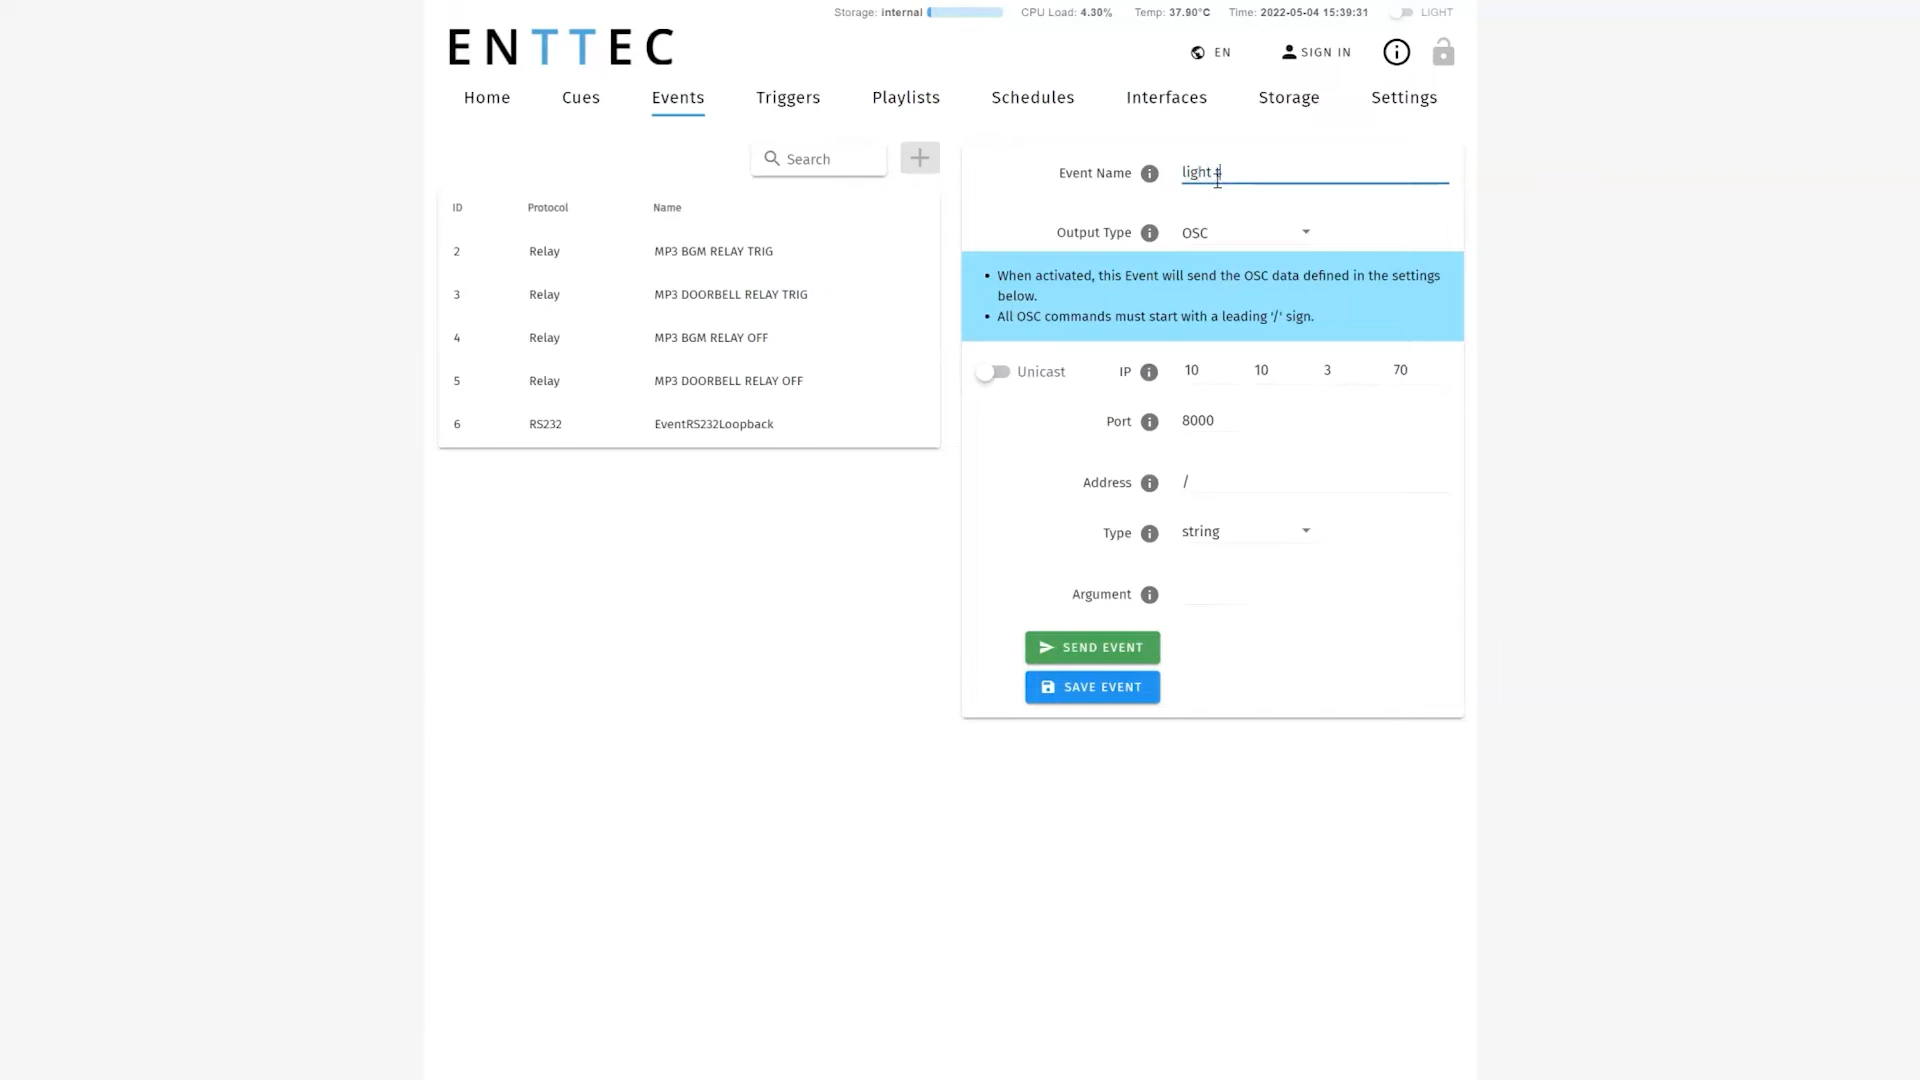 Storage: internal CPU Load: 4.30% Temp: 37.90°C Time: 2022-05-04 15:39:31 LIGHT
ENTTEC
EN SIGN IN
Home Cues Events Triggers Playlists Schedules Interfaces Storage Settings
Search
ID Protocol Name
2 Relay MP3 BGM RELAY TRIG
3 Relay MP3 DOORBELL RELAY TRIG
4 Relay MP3 BGM RELAY OFF
5 Relay MP3 DOORBELL RELAY OFF
6 RS232 EventRS232Loopback
Event Name light
Output Type OSC
• When activated, this Event will send the OSC data defined in the settings
below.
• All OSC commands must start with a leading '/' sign.
Unicast IP 10 10 3 70
Port 8000
Address /
Type string
Argument
SEND EVENT
SAVE EVENT